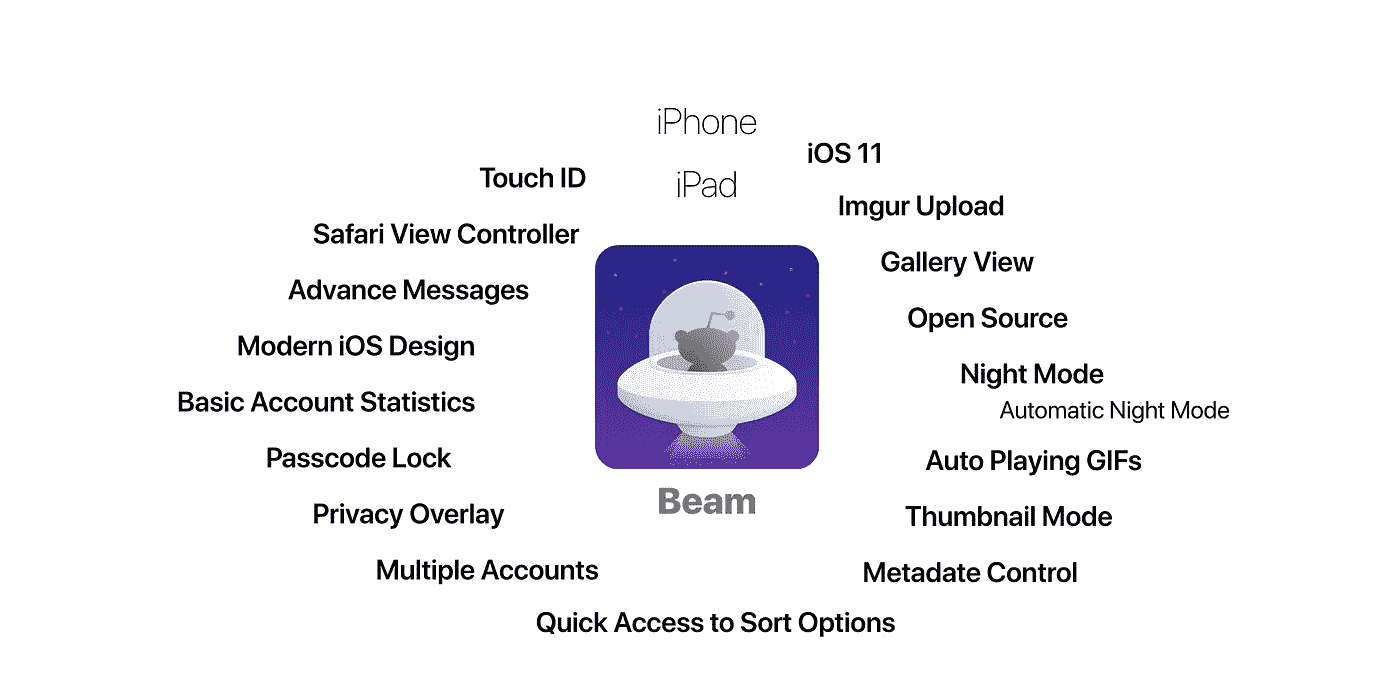 iPhone
iOS 11
Touch ID
iPad
Imgur Upload
Safari View Controller
Gallery View
Advance Messages
Open Source
Modern iOS Design
Night Mode
Basic Account Statistics
Automatic Night Mode
Passcode Lock
Auto Playing GIFs
Beam
Privacy Overlay
Thumbnail Mode
Multiple Accounts
Metadate Control
Quick Access to Sort Options